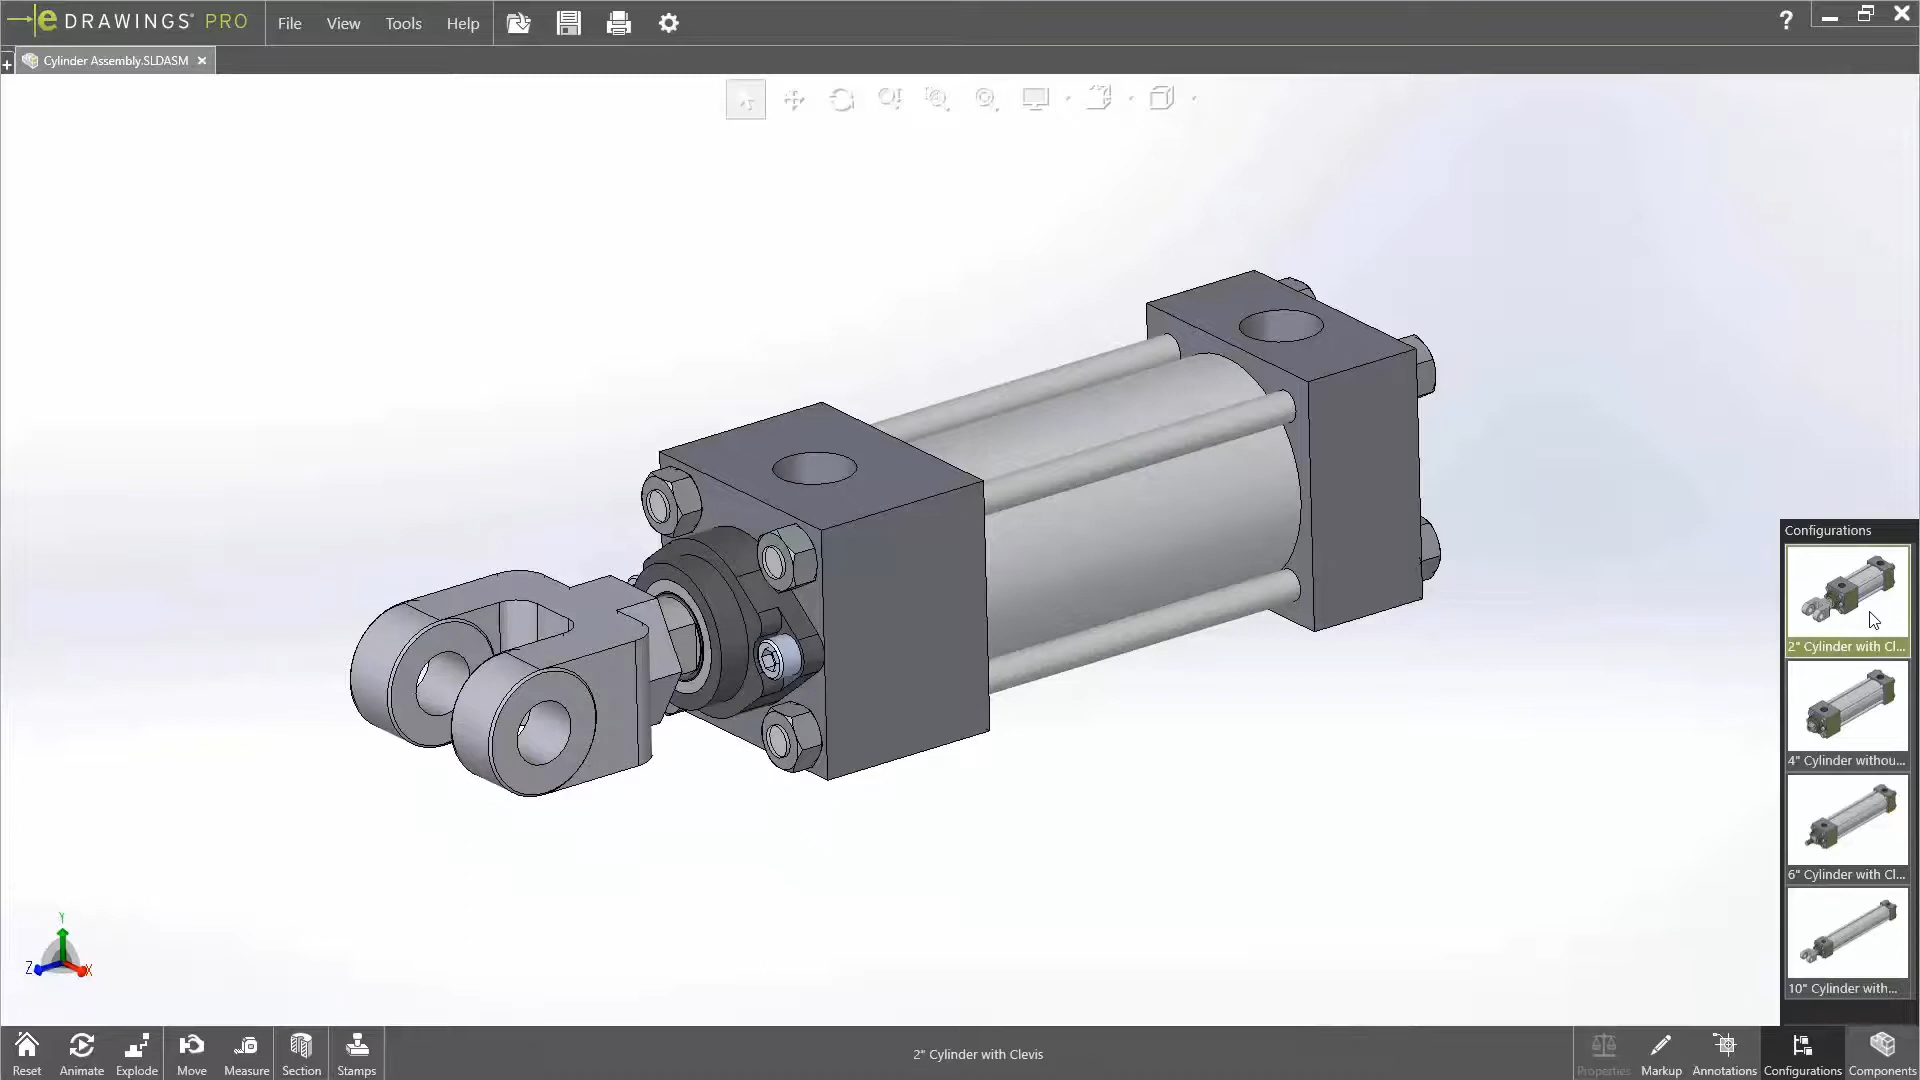 eDRAWINGS® PRO
File View Tools Help
?
Cylinder Assembly.SLDASM
Configurations
2" Cylinder with Cl...
4" Cylinder withou...
6" Cylinder with Cl...
10" Cylinder with...
Y
Z X
Reset Animate Explode Move Measure Section Stamps
2" Cylinder with Clevis
Properties Markup Annotations Configurations Components